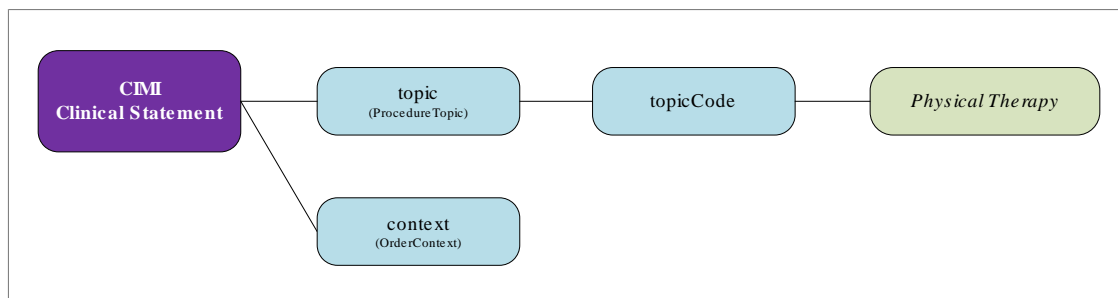 CIMI
Clinical Statement
topic
(ProcedureTopic)
topicCode
Physical Therapy
context
(OrderContext)